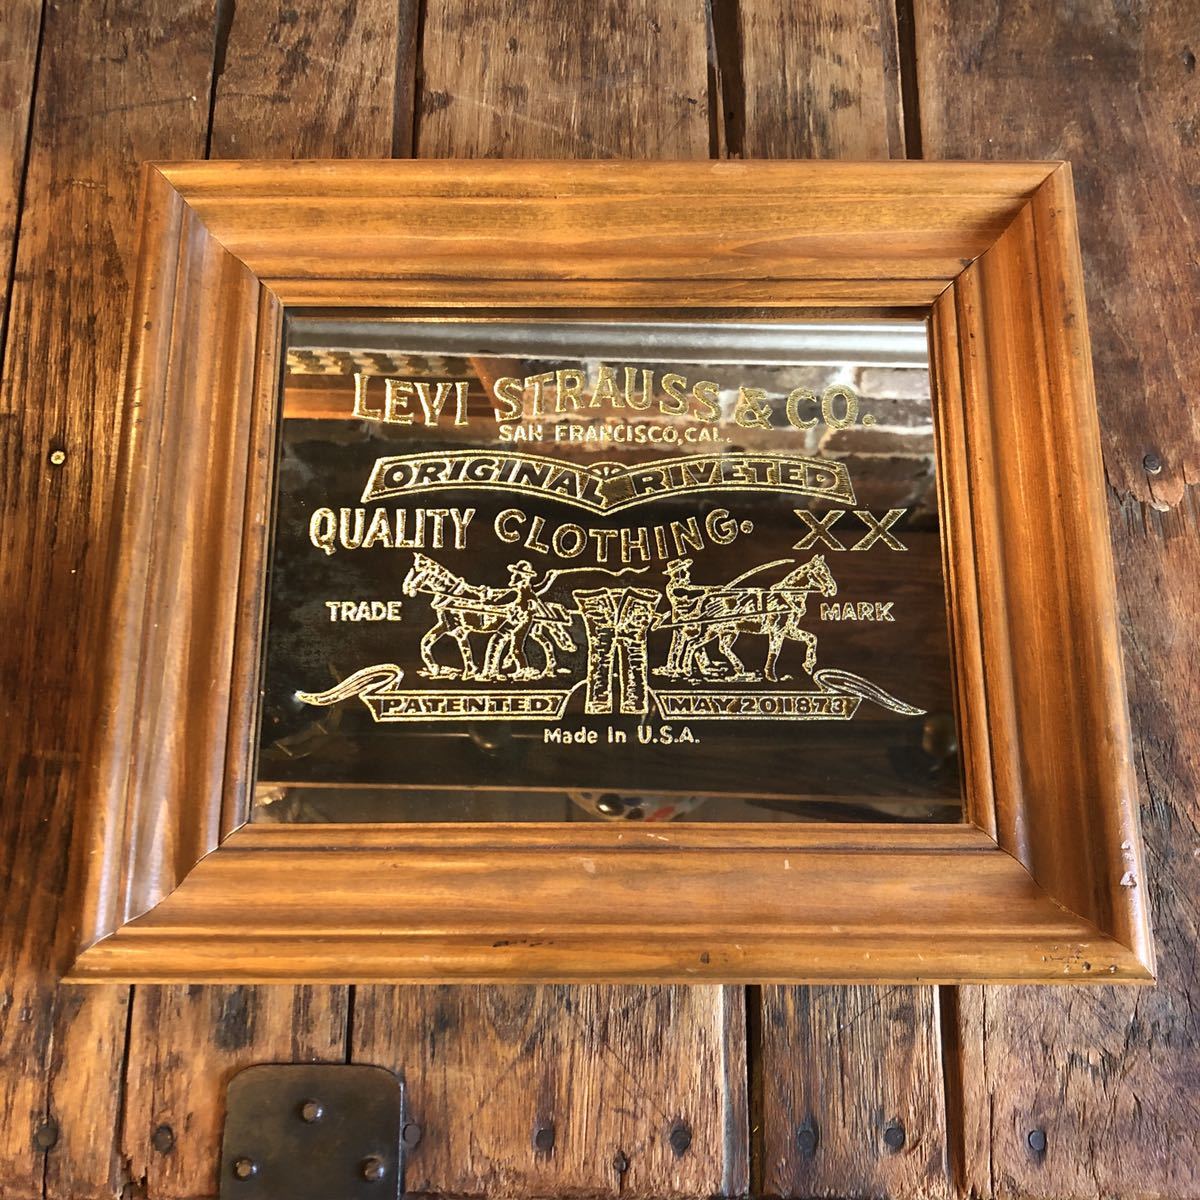 LEVI STRAUSS & CO.
SAN FRANCISCO, CAL.
ORIGINAL RIVETED
QUALITY CLOTHING. XX
TRADE MARK
PATENTED MAY 20 1873
Made in U.S.A.